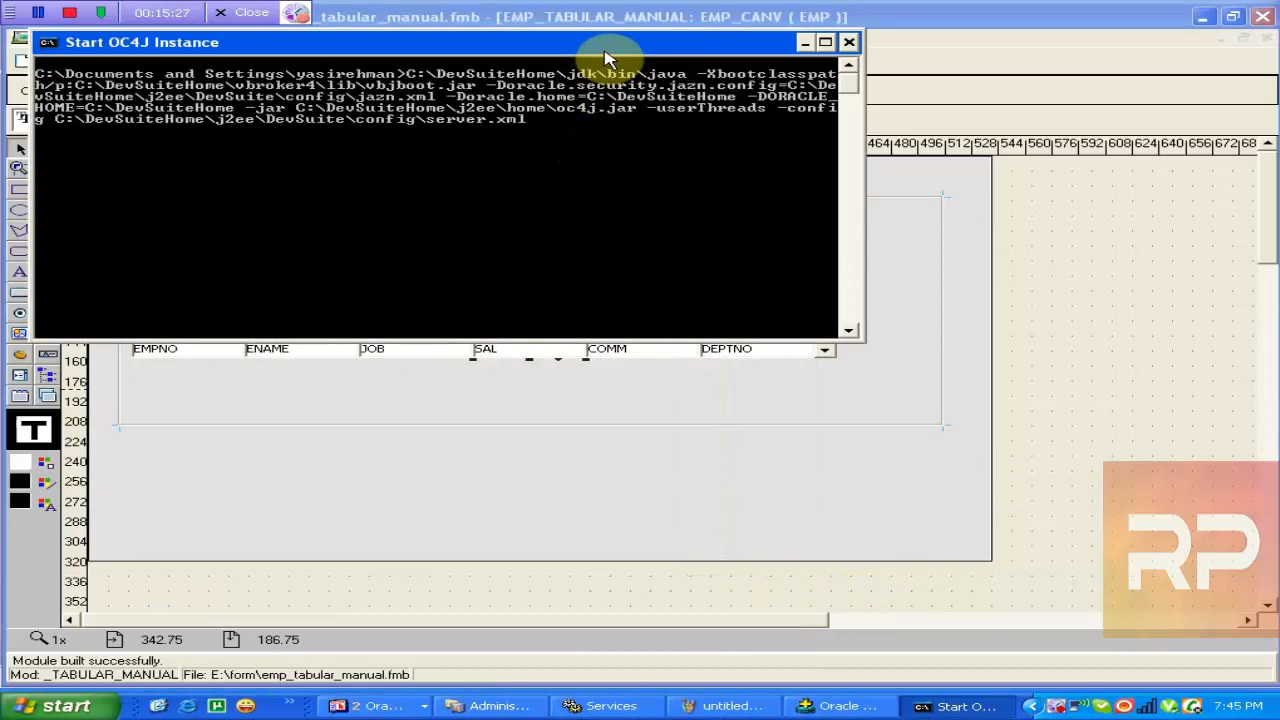 00:15:27 Close
_tabular_manual.fmb - [EMP_TABULAR_MANUAL: EMP_CANV ( EMP )]
Start OC4J Instance
C:\Documents and Settings\yasirehman>C:\DevSuiteHome\jdk\bin\java -Xbootclasspat
h/p:C:\DevSuiteHome\vbroker4\lib\vbjboot.jar -Doracle.security.jazn.config=C:\De
vSuiteHome\j2ee\DevSuite\config\jazn.xml -Doracle.home=C:\DevSuiteHome -DORACLE_
HOME=C:\DevSuiteHome -jar C:\DevSuiteHome\j2ee\home\oc4j.jar -userThreads -confi
g C:\DevSuiteHome\j2ee\DevSuite\config\server.xml
464 480 496 512 528 544 560 576 592 608 624 640 656 672 68
EMPNO ENAME JOB SAL COMM DEPTNO
160
176
192
208
224
240
256
272
288
304
320
336
352
T
RP
1x 342.75 186.75
Module built successfully.
Mod: _TABULAR_MANUAL File: E:\form\emp_tabular_manual.fmb
start 2 Ora... Adminis... Services untitled... Oracle ... Start O... 7:45 PM